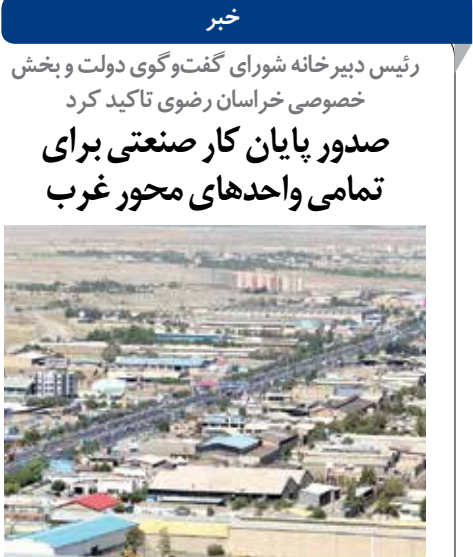 خبر
رئیس دبیرخانه شورای گفت‌وگوی دولت و بخش
خصوصی خراسان رضوی تاکید کرد
صدور پایان کار صنعتی برای
تمامی واحدهای محور غرب